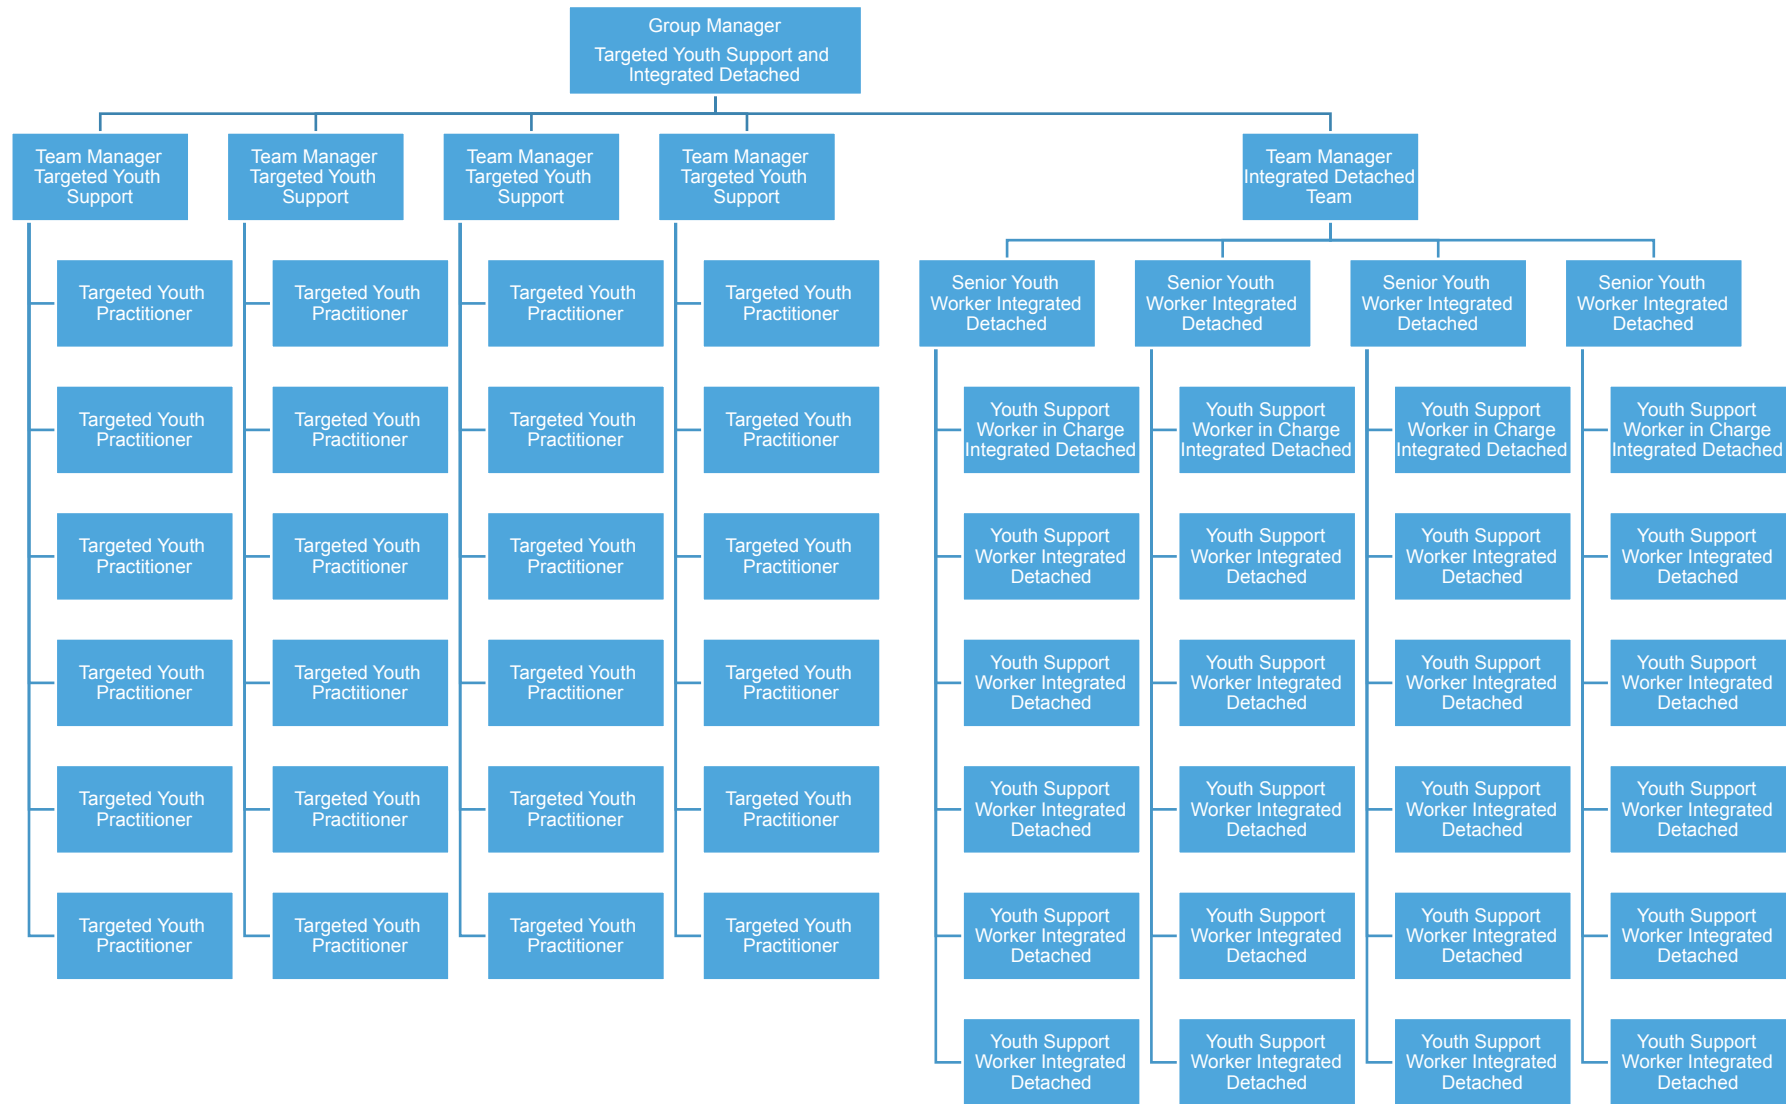 Group Manager
Targeted Youth Support and
Integrated Detached
Team Manager
Targeted Youth
Support
Team Manager
Targeted Youth
Support
Team Manager
Targeted Youth
Support
Team Manager
Targeted Youth
Support
Team Manager
Integrated Detached
Team
Targeted Youth
Practitioner
Targeted Youth
Practitioner
Targeted Youth
Practitioner
Targeted Youth
Practitioner
Senior Youth
Worker Integrated
Detached
Senior Youth
Worker Integrated
Detached
Senior Youth
Worker Integrated
Detached
Senior Youth
Worker Integrated
Detached
Targeted Youth
Practitioner
Targeted Youth
Practitioner
Targeted Youth
Practitioner
Targeted Youth
Practitioner
Youth Support
Worker in Charge
Integrated Detached
Youth Support
Worker in Charge
Integrated Detached
Youth Support
Worker in Charge
Integrated Detached
Youth Support
Worker in Charge
Integrated Detached
Targeted Youth
Practitioner
Targeted Youth
Practitioner
Targeted Youth
Practitioner
Targeted Youth
Practitioner
Youth Support
Worker Integrated
Detached
Youth Support
Worker Integrated
Detached
Youth Support
Worker Integrated
Detached
Youth Support
Worker Integrated
Detached
Targeted Youth
Practitioner
Targeted Youth
Practitioner
Targeted Youth
Practitioner
Targeted Youth
Practitioner
Youth Support
Worker Integrated
Detached
Youth Support
Worker Integrated
Detached
Youth Support
Worker Integrated
Detached
Youth Support
Worker Integrated
Detached
Targeted Youth
Practitioner
Targeted Youth
Practitioner
Targeted Youth
Practitioner
Targeted Youth
Practitioner
Youth Support
Worker Integrated
Detached
Youth Support
Worker Integrated
Detached
Youth Support
Worker Integrated
Detached
Youth Support
Worker Integrated
Detached
Targeted Youth
Practitioner
Targeted Youth
Practitioner
Targeted Youth
Practitioner
Targeted Youth
Practitioner
Youth Support
Worker Integrated
Detached
Youth Support
Worker Integrated
Detached
Youth Support
Worker Integrated
Detached
Youth Support
Worker Integrated
Detached
Youth Support
Worker Integrated
Detached
Youth Support
Worker Integrated
Detached
Youth Support
Worker Integrated
Detached
Youth Support
Worker Integrated
Detached